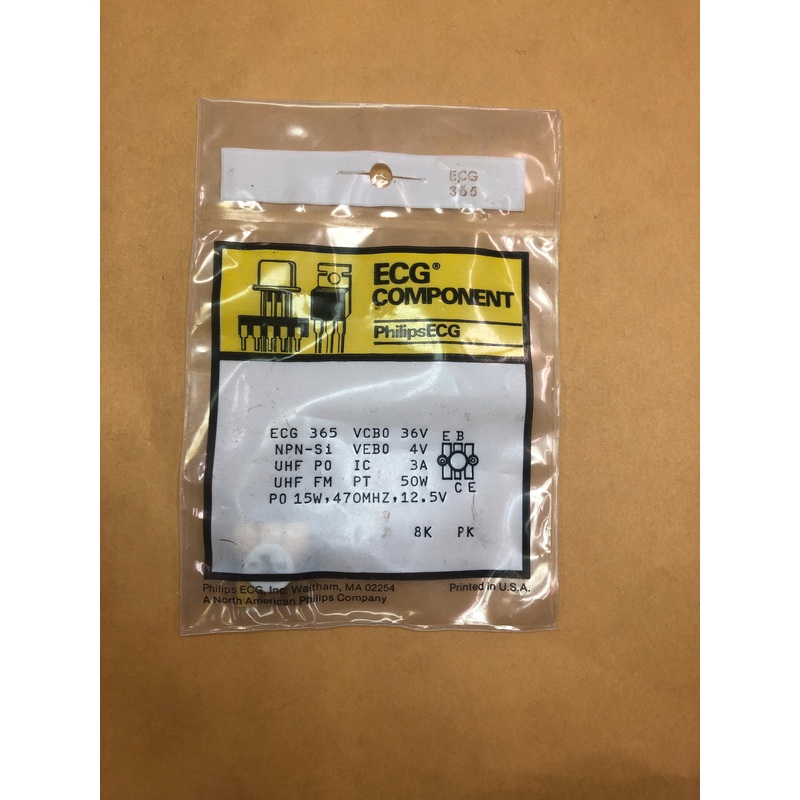 ECG
365
ECG®
COMPONENT
Philips ECG
ECG 365 VCBO 36V
NPN-Si VEBO 4V
UHF PO IC 3A
UHF FM PT 50W
PO 15W,470MHZ,12.5V
E B
C E
8K PK
Philips ECG, Inc. Waltham, MA 02254
A North American Philips Company
Printed in U.S.A.